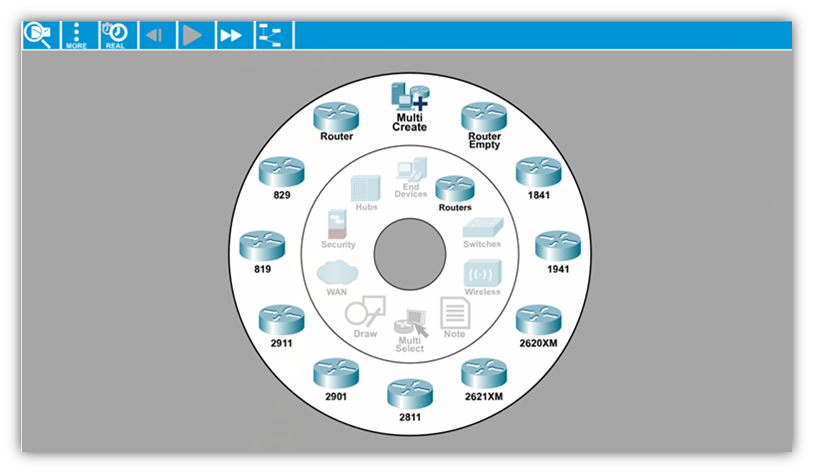 MORE
REAL
Multi
Create
Router
Router
Empty
829
1841
End
Devices
Hubs
Routers
Security
Switches
819
1941
WAN
Wireless
Draw
Multi
Select
Note
2911
2620XM
2901
2621XM
2811